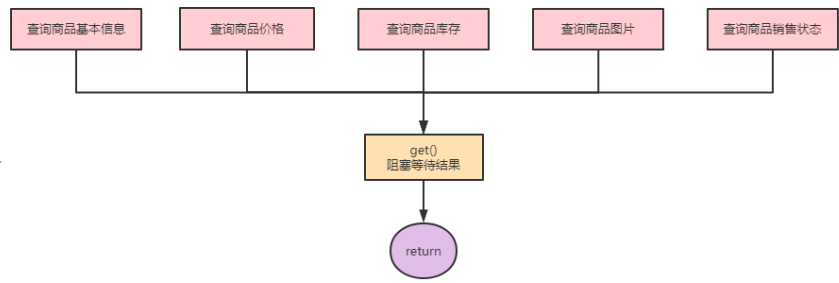 查询商品基本信息
查询商品价格
查询商品库存
查询商品图片
查询商品销售状态
get()
阻塞等待结果
return